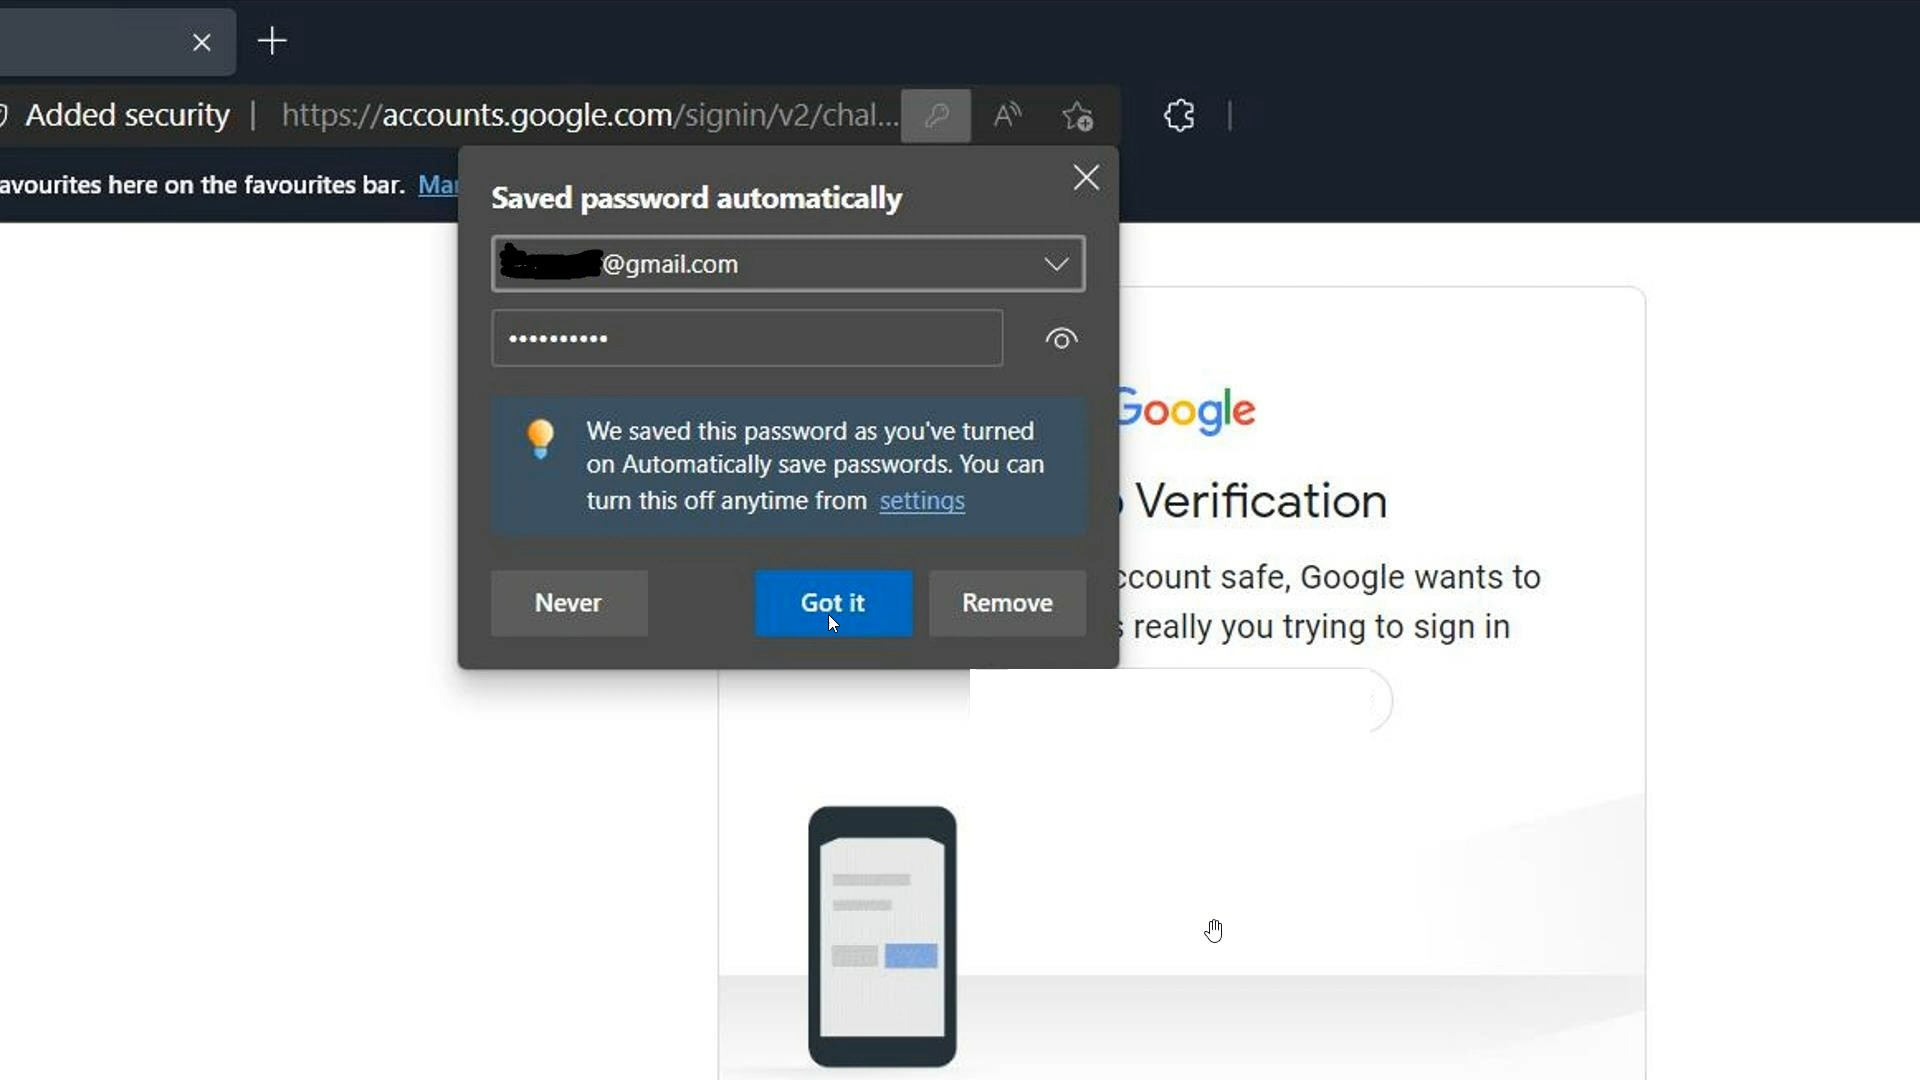 Added security | https://accounts.google.com/signin/v2/chal...
avourites here on the favourites bar.
Saved password automatically
@gmail.com
••••••••••
We saved this password as you've turned
on Automatically save passwords. You can
turn this off anytime from settings
Never Got it Remove
Google
Verification
ccount safe, Google wants to
really you trying to sign in